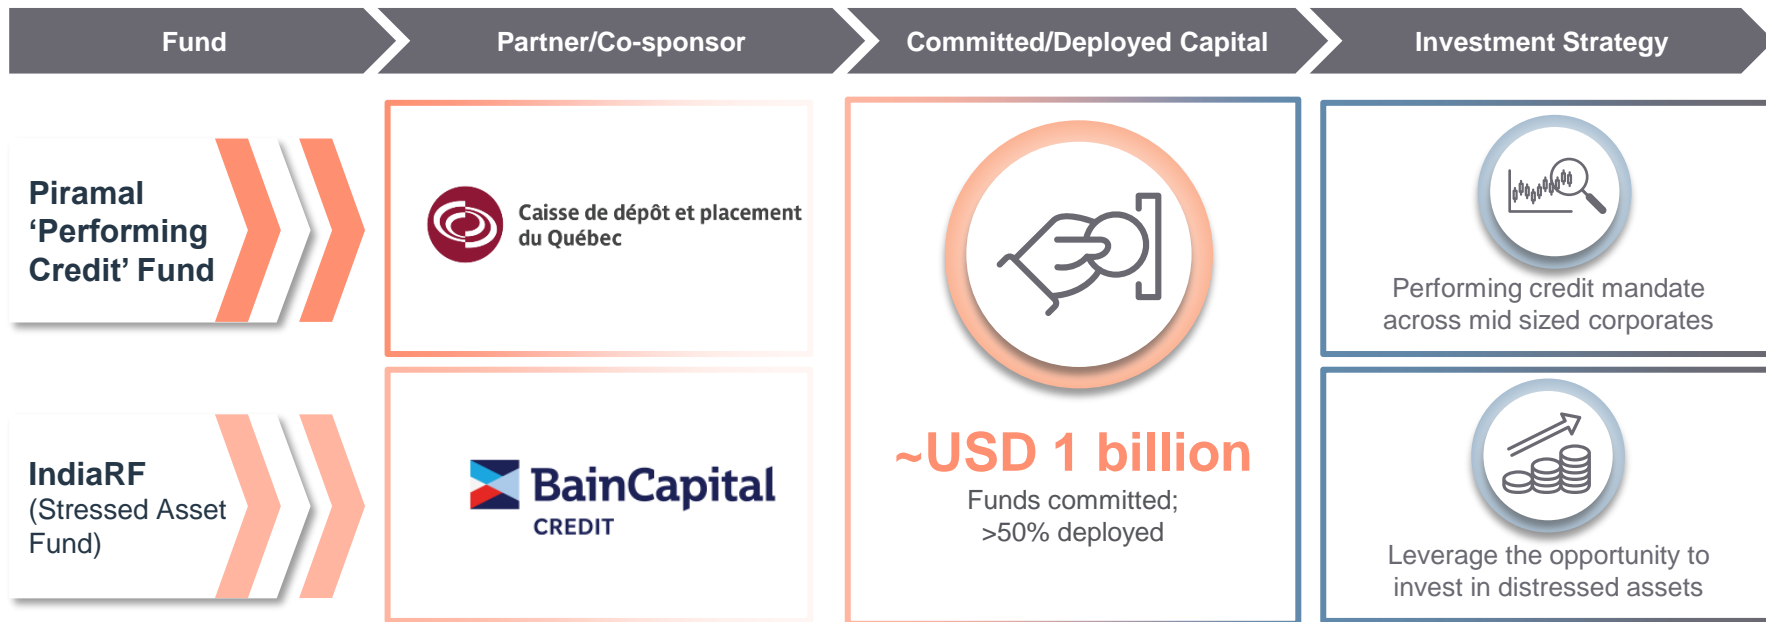 Fund
Partner/Co-sponsor
Committed/Deployed Capital
Investment Strategy
Piramal
‘Performing
Credit’ Fund
Caisse de dépôt et placement
du Québec
Performing credit mandate
across mid sized corporates
IndiaRF
(Stressed Asset
Fund)
BainCapital
CREDIT
~USD 1 billion
Funds committed;
>50% deployed
Leverage the opportunity to
invest in distressed assets